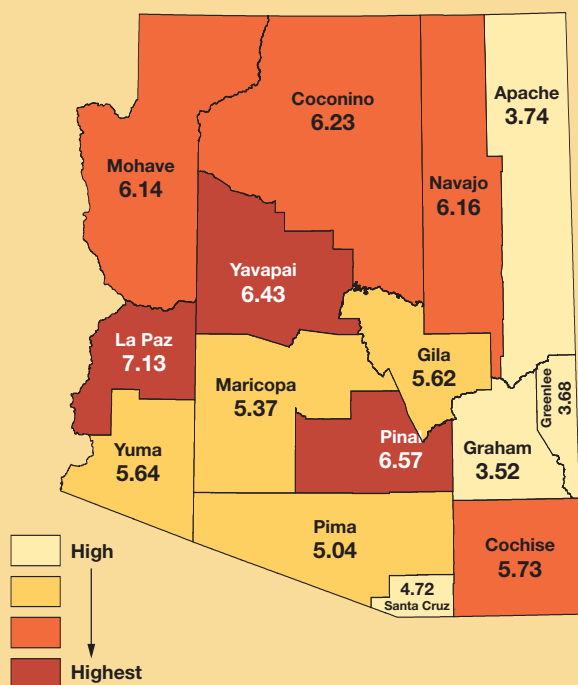 Apache
3.74
Coconino
6.23
Mohave
6.14
Navajo
6.16
Yavapai
6.43
La Paz
7.13
Gila
5.62
Maricopa
5.37
Greenlee
3.68
Pinal
6.57
Yuma
5.64
Graham
3.52
Pima
5.04
Cochise
5.73
4.72
Santa Cruz
High
Highest